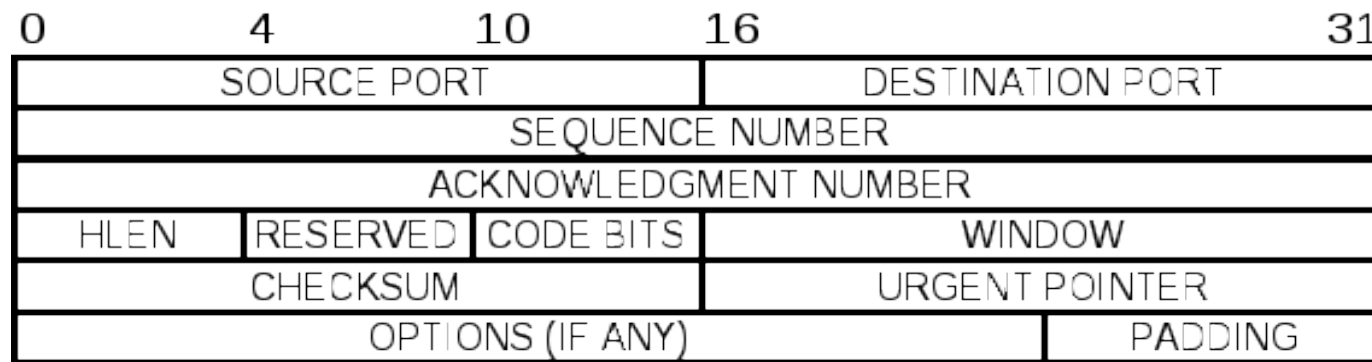 0 4 10 16 31
SOURCE PORT DESTINATION PORT
SEQUENCE NUMBER
ACKNOWLEDGMENT NUMBER
HLEN RESERVED CODE BITS WINDOW
CHECKSUM URGENT POINTER
OPTIONS (IF ANY) PADDING